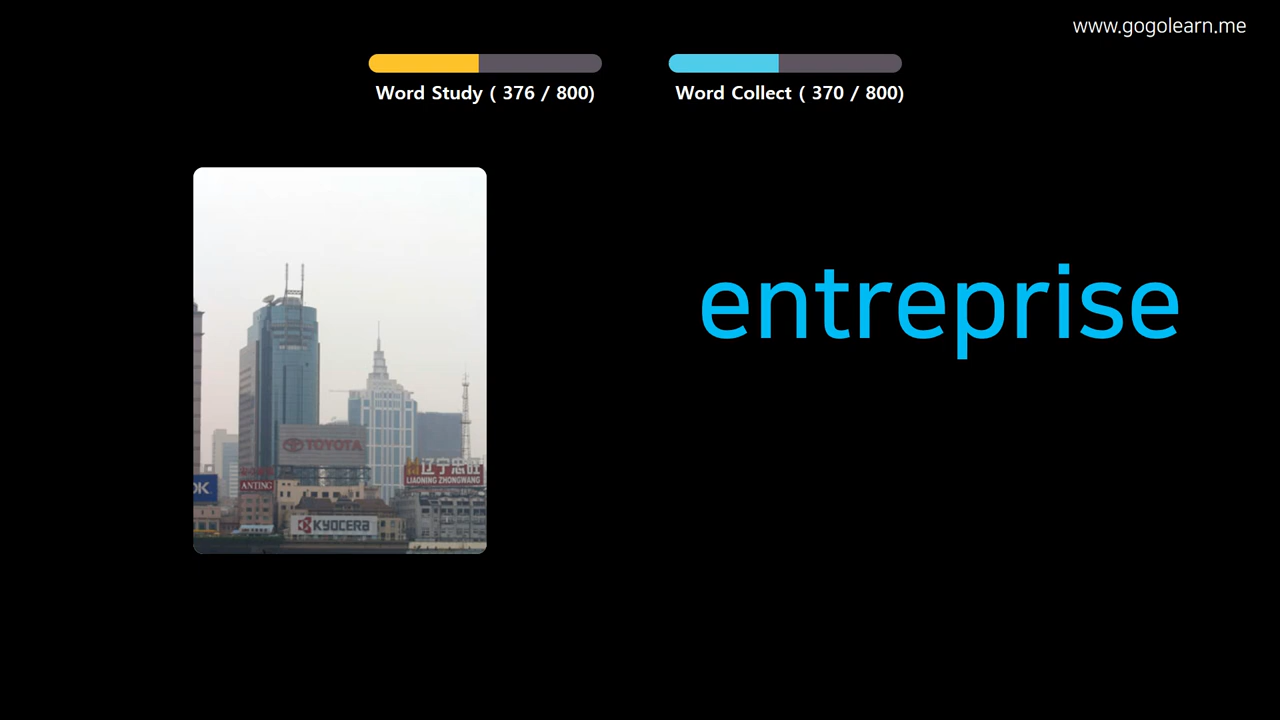 www.gogolearn.me
Word Study ( 376 / 800)
Word Collect ( 370 / 800)
entreprise
TOYOTA
辽宁忠旺
LIAONING ZHONGWANG
OK
ANTING
KYOCERA